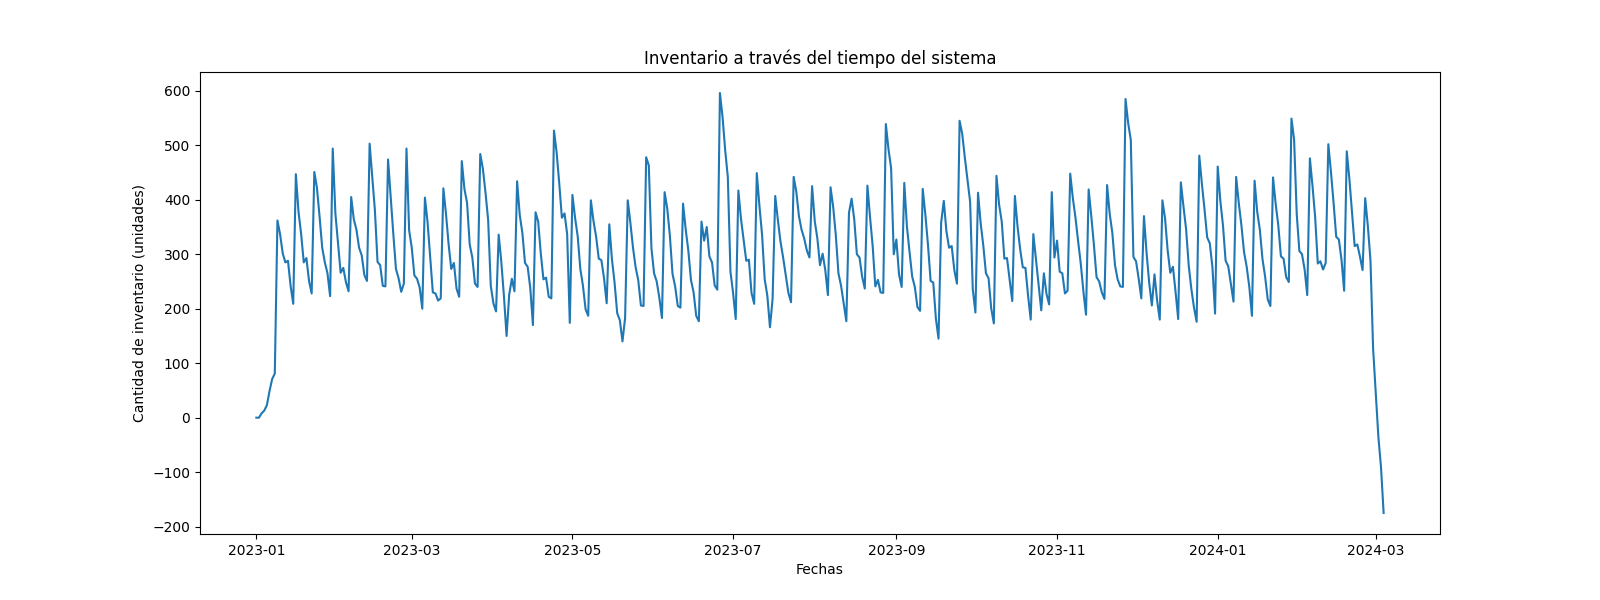 Inventario a través del tiempo del sistema
Cantidad de inventario (unidades)
600
500
400
300
200
100
0
−100
−200
2023-01 2023-03 2023-05 2023-07 2023-09 2023-11 2024-01 2024-03
Fechas